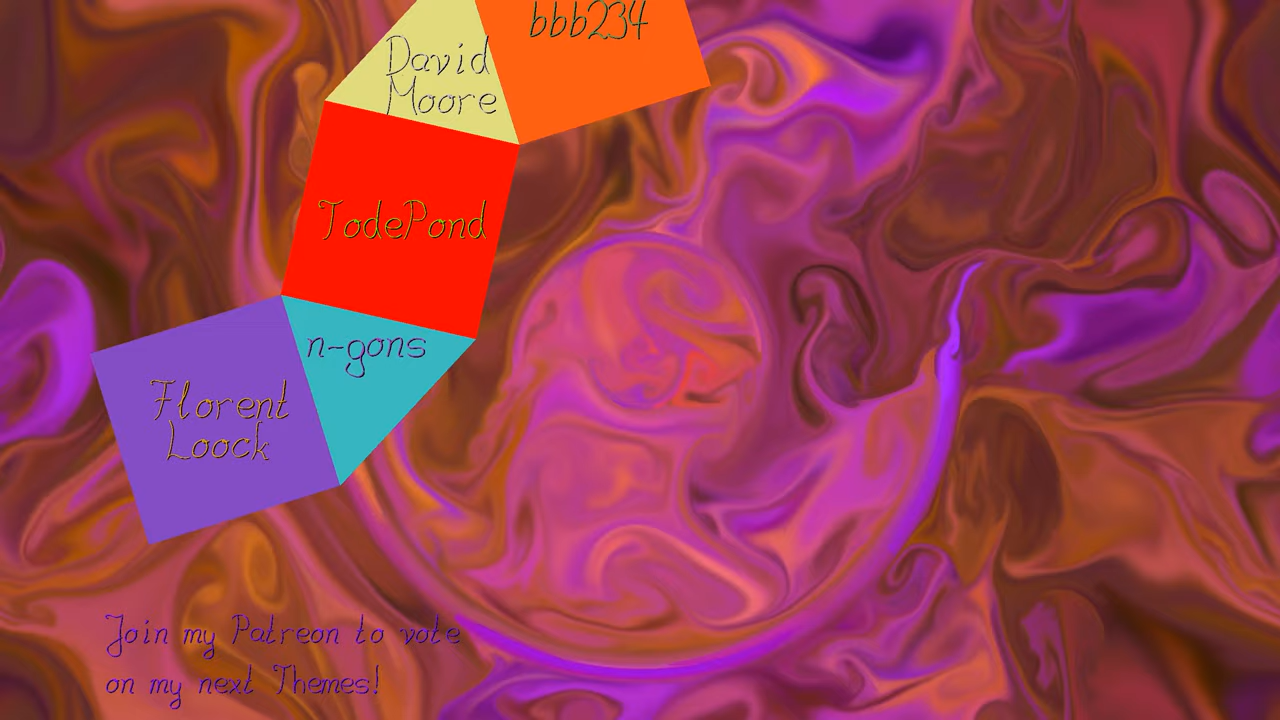 bbb234
David
Moore
TodePond
n-gons
Florent
Loock
Join my Patreon to vote
on my next Themes!